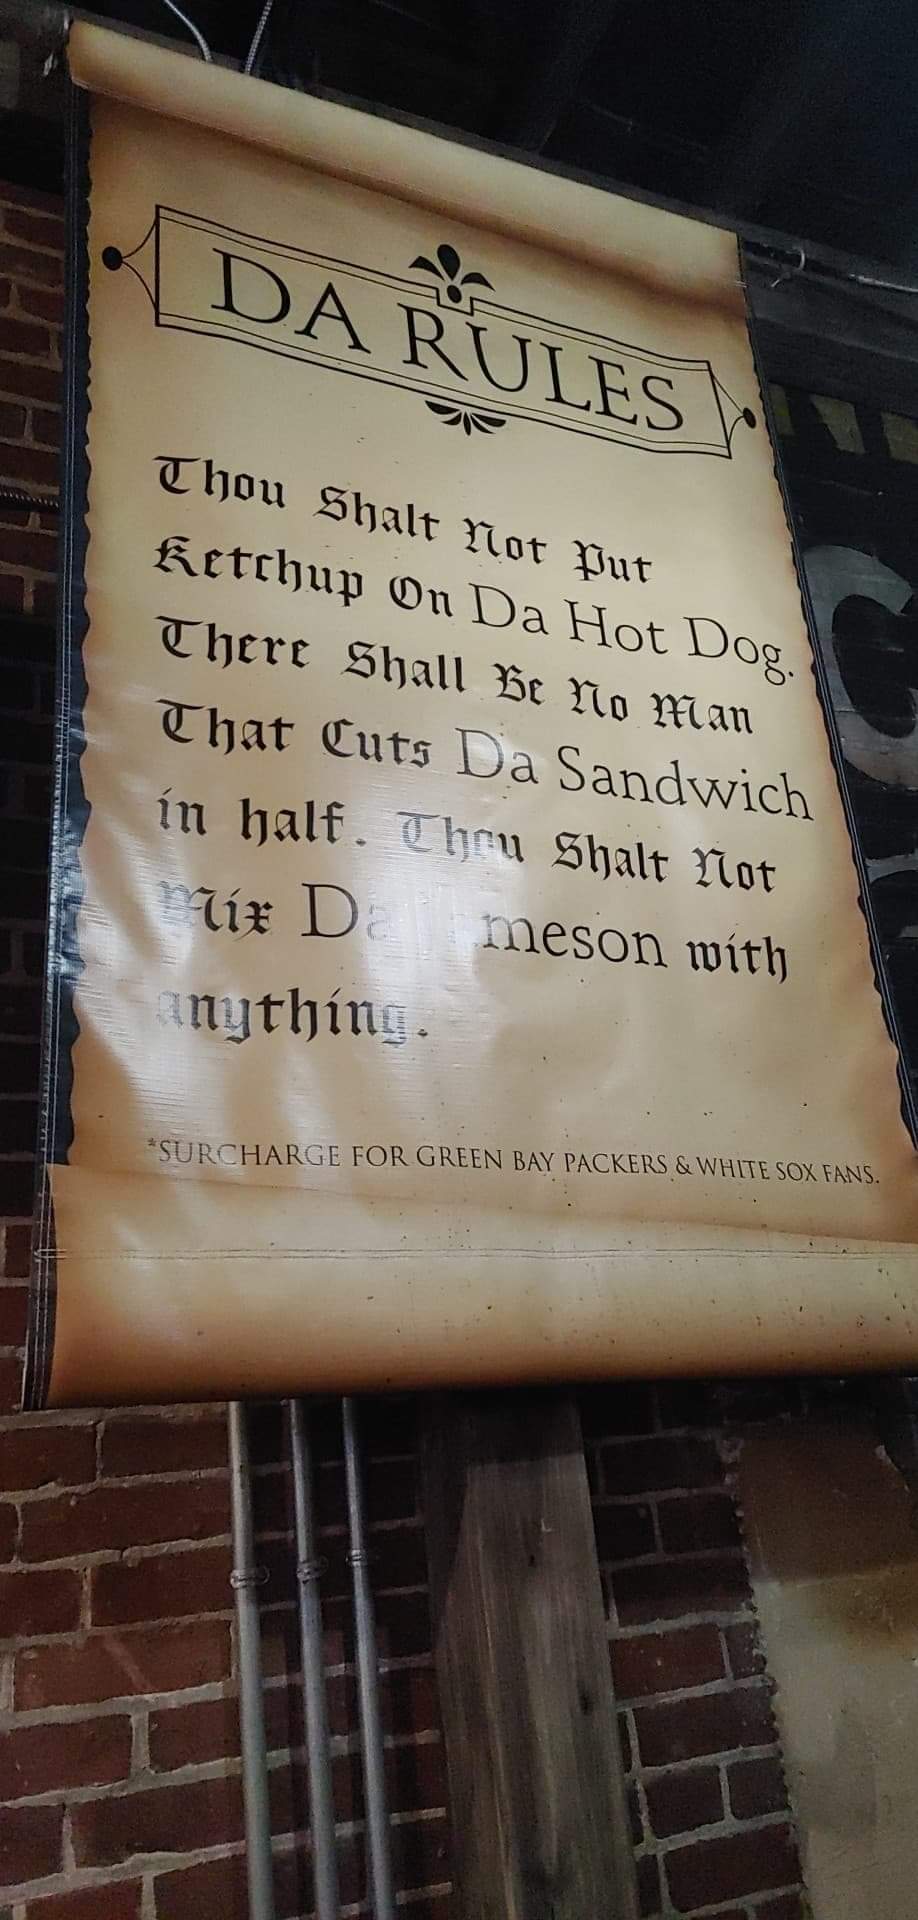 DA RULES
Thou Shalt Not Put
Ketchup On Da Hot Dog.
There Shall Be No Man
That Cuts Da Sandwich
in half. Thou Shalt Not
Mix Da meson with
anything.
*SURCHARGE FOR GREEN BAY PACKERS & WHITE SOX FANS.